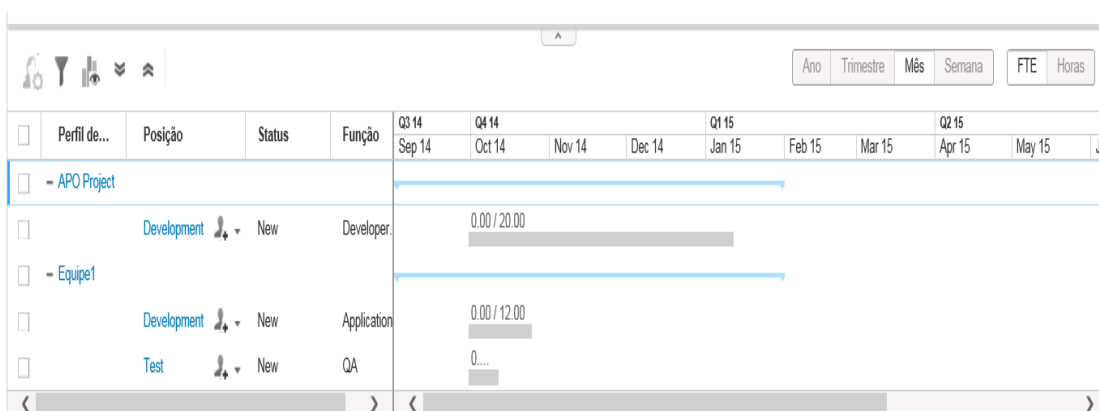 Ano Trimestre Mês Semana FTE Horas
Perfil de... Posição Status Função Q3 14 Q4 14 Q1 15 Q2 15
Sep 14 Oct 14 Nov 14 Dec 14 Jan 15 Feb 15 Mar 15 Apr 15 May 15
APO Project
Development New Developer. 0.00 / 20.00
Equipe1
Development New Application 0.00 / 12.00
Test New QA 0....